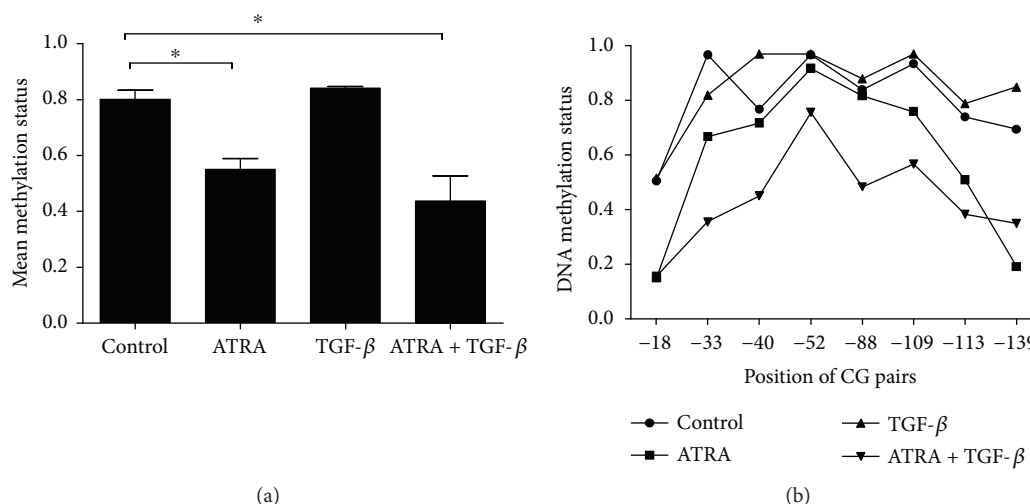 *
*
Mean methylation status
1.0
0.8
0.6
0.4
0.2
0.0
Control ATRA TGF-β ATRA + TGF-β
(a)
DNA methylation status
1.0
0.8
0.6
0.4
0.2
0.0
−18 −33 −40 −52 −88 −109 −113 −139
Position of CG pairs
Control TGF-β
ATRA ATRA + TGF-β
(b)